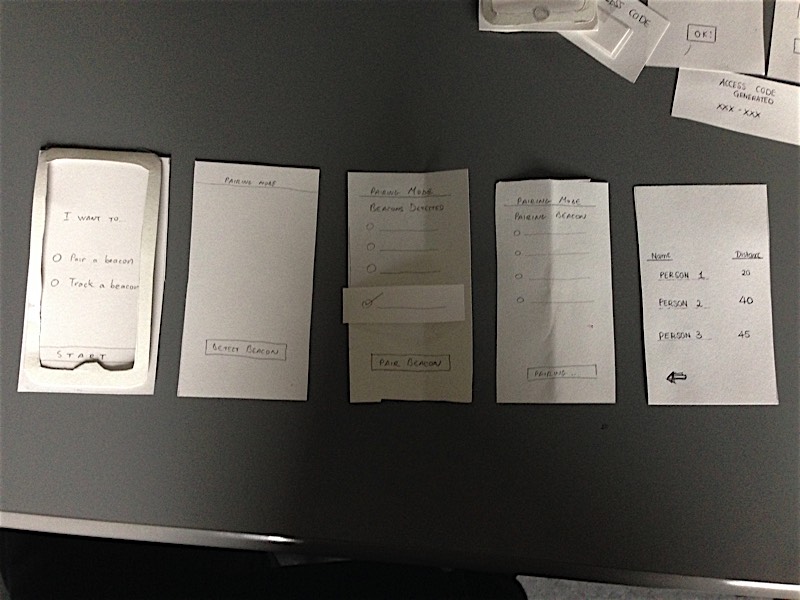 ESS CODE
OK!
ACCESS CODE
GENERATED
XXX - XXX
I WANT TO...
Pair a beacon
Track a beacon
START
PAIRING MODE
DETECT BEACON
PAIRING MODE
BEACONS DETECTED
PAIR BEACON
PAIRING MODE
PAIRING BEACON
PAIRING...
Name Distance
PERSON 1 20
PERSON 2 40
PERSON 3 45